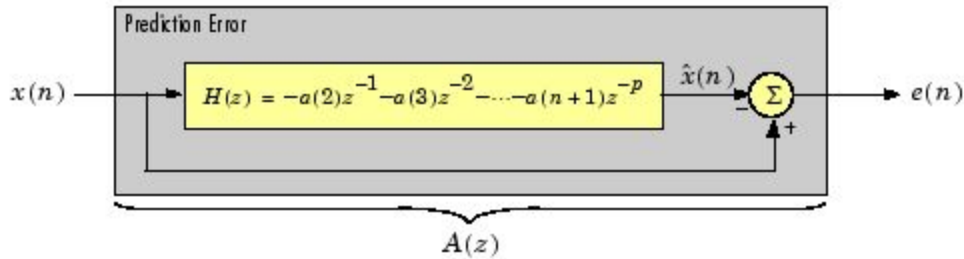 Prediction Error
x(n)
H(z) = -a(2)z^-1 -a(3)z^-2 -⋯-a(n+1)z^-p
x̂(n)
−
Σ
+
e(n)
A(z)